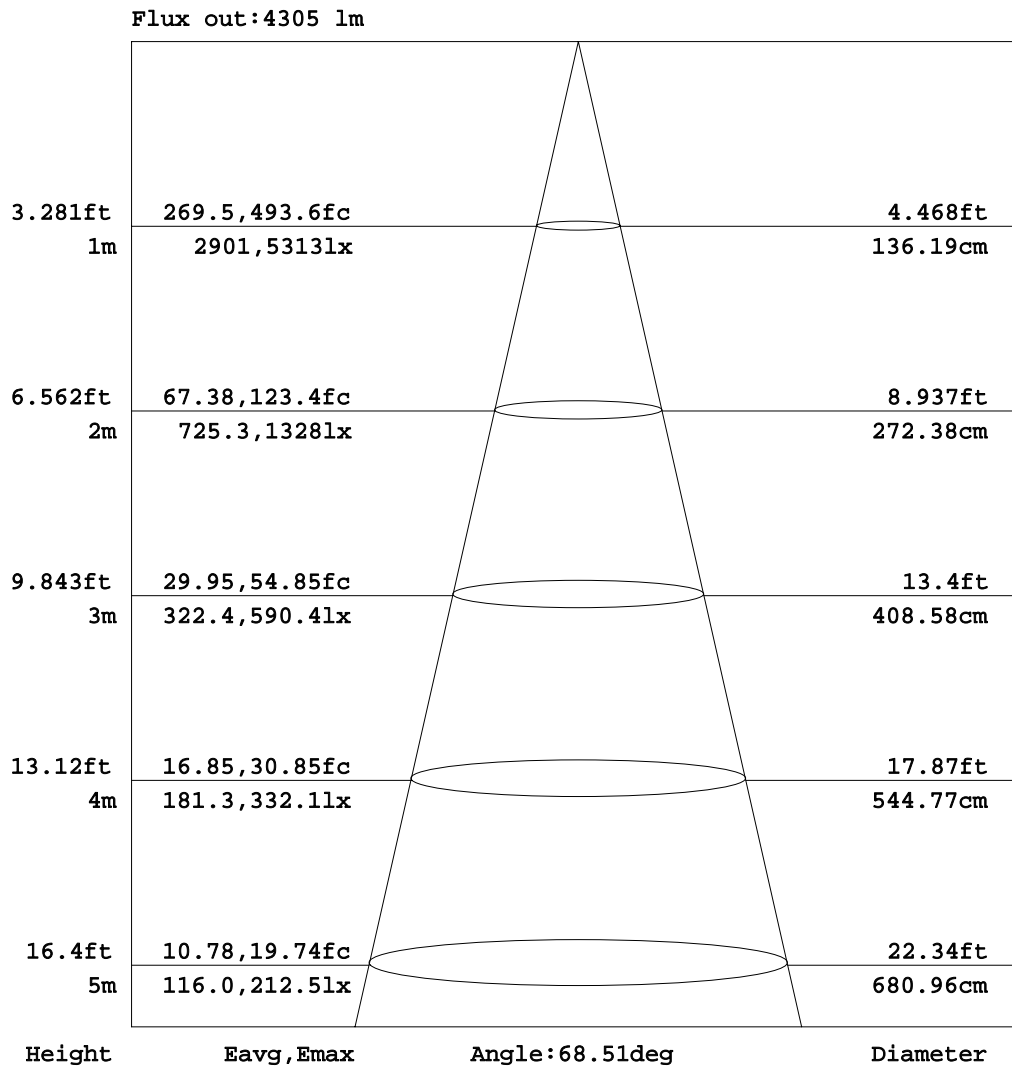 Flux out:4305 lm
3.281ft 269.5,493.6fc 4.468ft
1m 2901,5313lx 136.19cm
6.562ft 67.38,123.4fc 8.937ft
2m 725.3,1328lx 272.38cm
9.843ft 29.95,54.85fc 13.4ft
3m 322.4,590.4lx 408.58cm
13.12ft 16.85,30.85fc 17.87ft
4m 181.3,332.1lx 544.77cm
16.4ft 10.78,19.74fc 22.34ft
5m 116.0,212.5lx 680.96cm
Height Eavg,Emax Angle:68.51deg Diameter